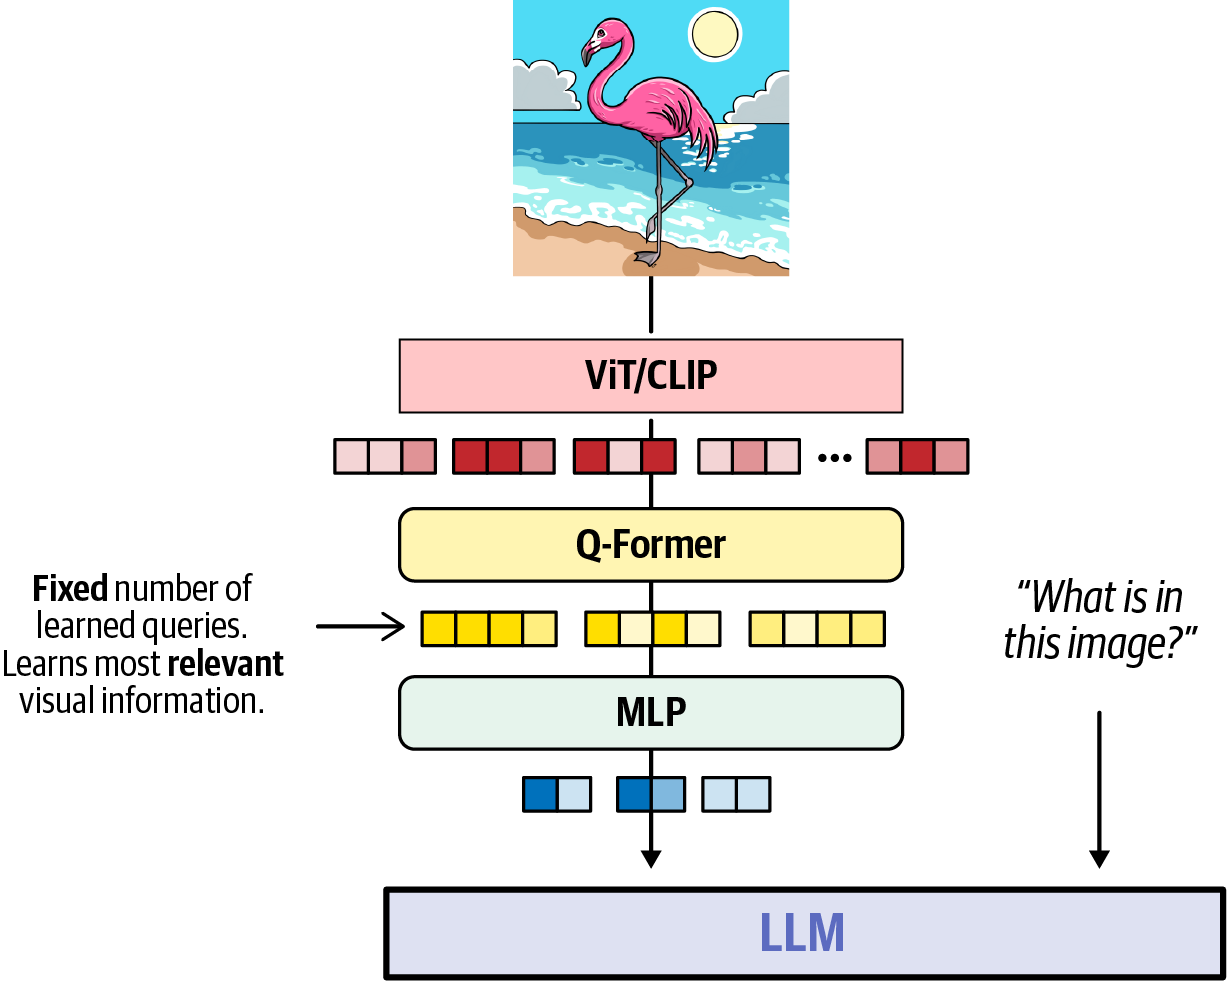 ViT/CLIP
Q-Former
Fixed number of
learned queries.
Learns most relevant
visual information.
“What is in
this image?”
MLP
LLM